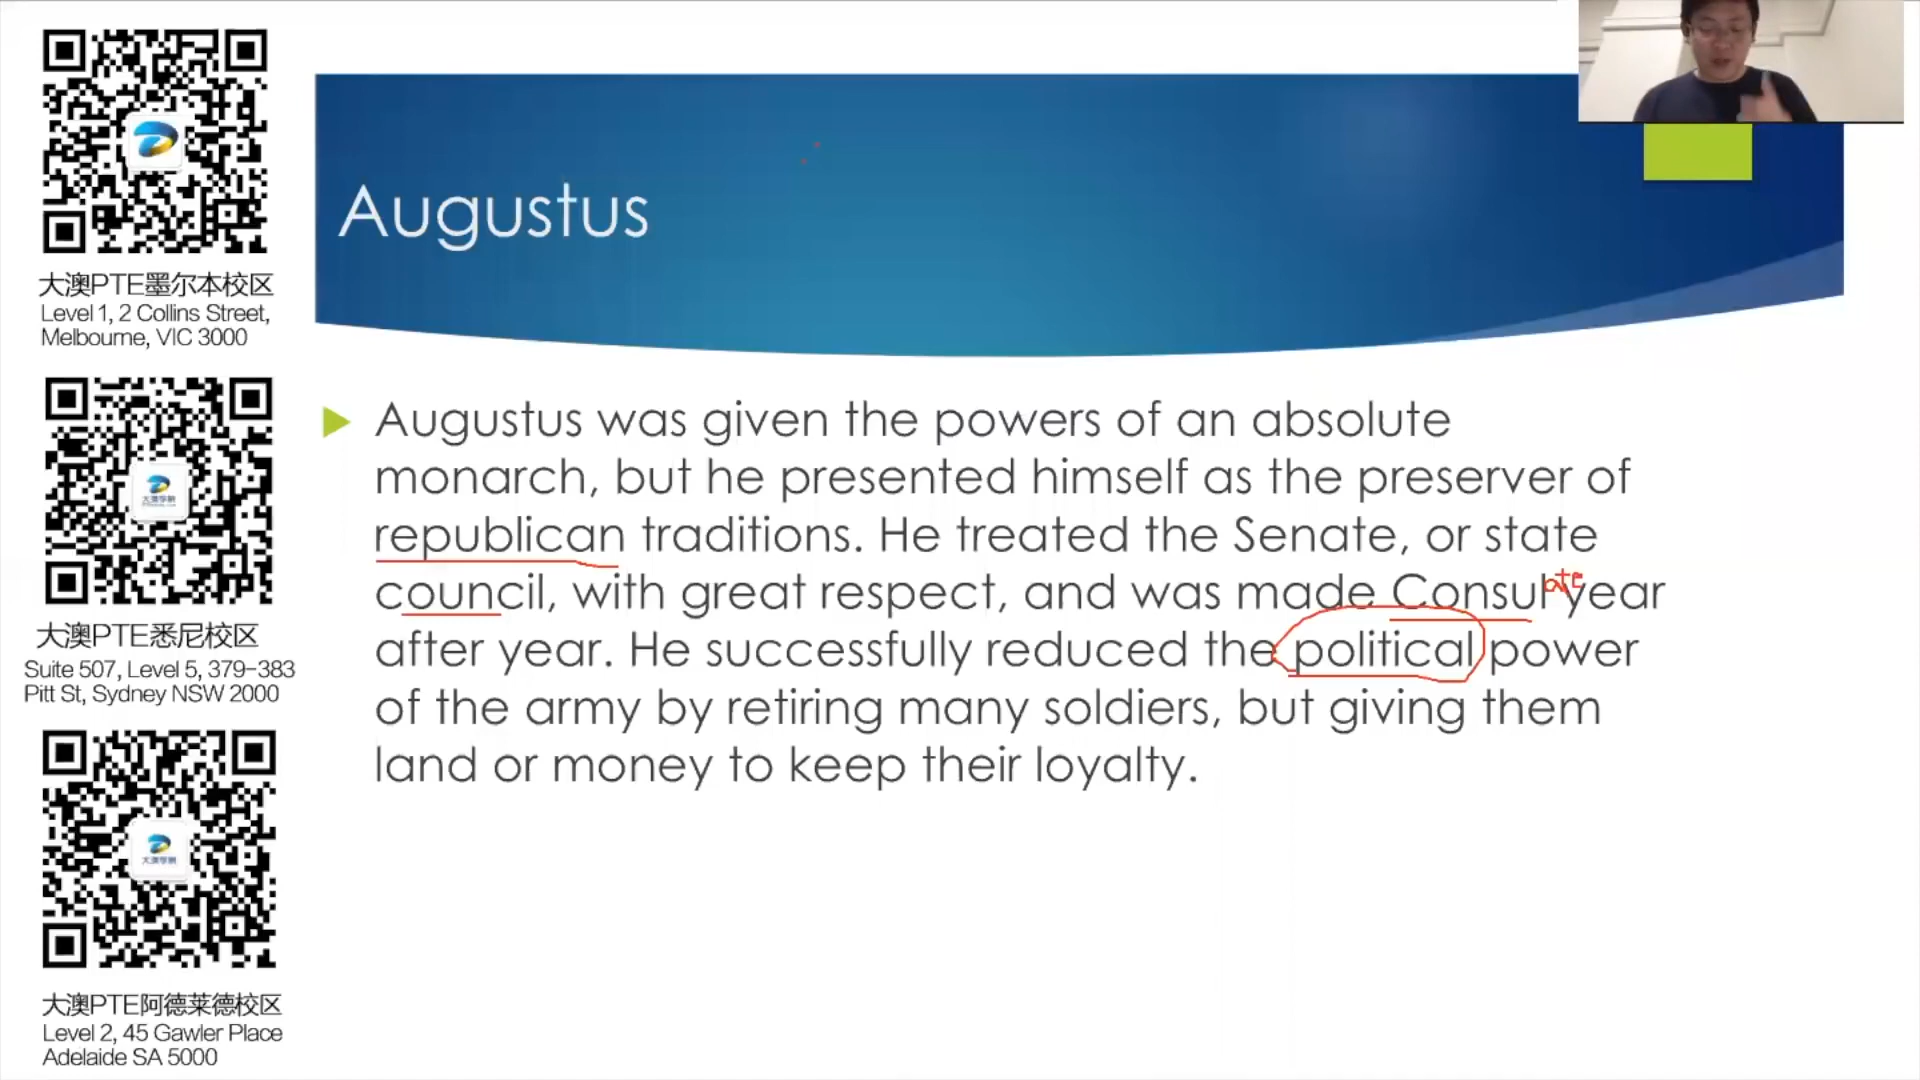 大澳PTE墨尔本校区
Level 1, 2 Collins Street,
Melbourne, VIC 3000
大澳PTE悉尼校区
Suite 507, Level 5, 379-383
Pitt St, Sydney NSW 2000
大澳PTE阿德莱德校区
Level 2, 45 Gawler Place
Adelaide SA 5000
Augustus
Augustus was given the powers of an absolute
monarch, but he presented himself as the preserver of
republican traditions. He treated the Senate, or state
council, with great respect, and was made Consul year
ate
after year. He successfully reduced the political power
of the army by retiring many soldiers, but giving them
land or money to keep their loyalty.